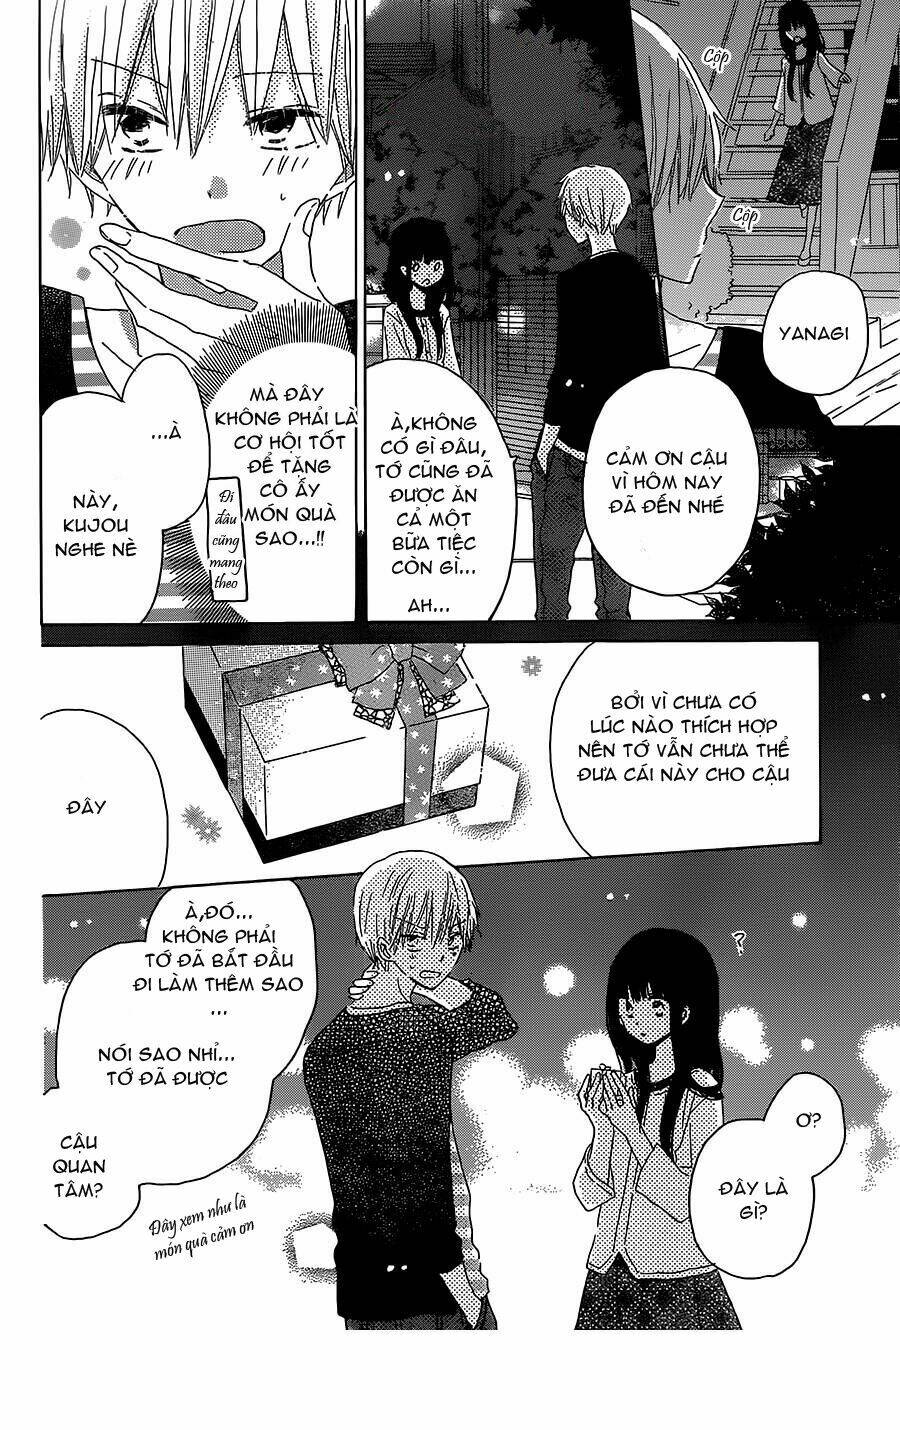 Cộp
Cộp
YANAGI
CẢM ƠN CẬU
VÌ HÔM NAY
ĐÃ ĐẾN NHÉ
À,KHÔNG
CÓ GÌ ĐÂU,
TỚ CŨNG ĐÃ
ĐƯỢC ĂN
CẢ MỘT
BỮA TIỆC
CÒN GÌ...
AH...
MÀ ĐÂY
KHÔNG PHẢI LÀ
CƠ HỘI TỐT
ĐỂ TẶNG
CÔ ẤY
MÓN QUÀ
SAO...!!
Đi
đâu
cũng
mang
theo
...À
NÀY,
KUJOU
NGHE NÈ
BỞI VÌ CHƯA CÓ
LÚC NÀO THÍCH HỢP
NÊN TỚ VẪN CHƯA THỂ
ĐƯA CÁI NÀY CHO CẬU
ĐÂY
?
Ơ?
ĐÂY LÀ
GÌ?
À,ĐÓ...
KHÔNG PHẢI
TỚ ĐÃ BẮT ĐẦU
ĐI LÀM THÊM SAO
...
NÓI SAO NHỈ...
TỚ ĐÃ ĐƯỢC
CẬU
QUAN
TÂM?
Đây xem như là
món quà cảm ơn